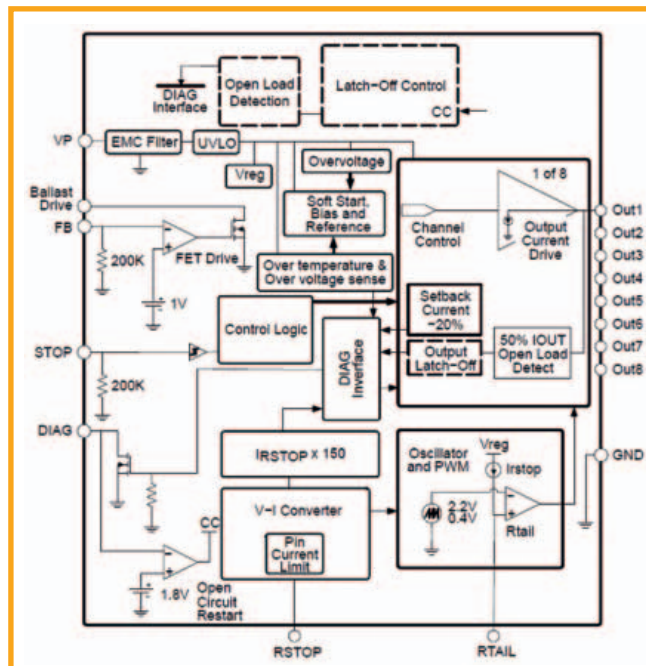 DIAG
Interface
Open Load
Detection
Latch-Off Control
CC
VP
EMC Filter
UVLO
Vreg
Overvoltage
1 of 8
Ballast
Drive
FB
200K
1V
FET Drive
Soft Start,
Bias and
Reference
Over temperature &
Over voltage sense
Channel
Control
Output
Current
Drive
Out1
Out2
Out3
Out4
Out5
Out6
Out7
Out8
STOP
200K
Control Logic
DIAG
Inverface
Setback
Current
-20%
Output
Latch-Off
50% IOUT
Open Load
Detect
DIAG
IRSTOP x 150
V-I Converter
Pin
Current
Limit
CC
1.8V
Open
Circuit
Restart
Oscillator
and PWM
Vreg
Irstop
2.2V
0.4V
Rtail
GND
RSTOP
RTAIL